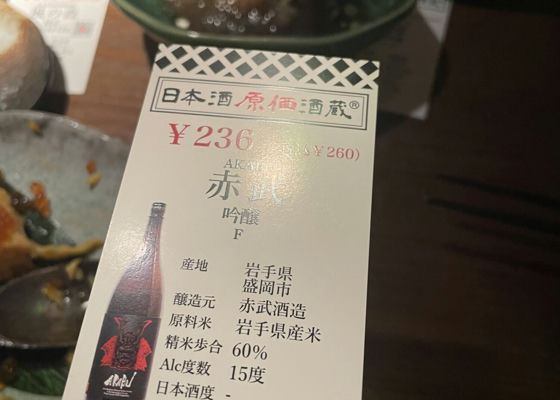 日本酒原価酒蔵®
¥236 ¥260)
AKA
赤武
吟醸
F
産地 岩手県
盛岡市
醸造元 赤武酒造
原料米 岩手県産米
精米歩合 60%
Alc度数 15度
日本酒度 -
AKABU